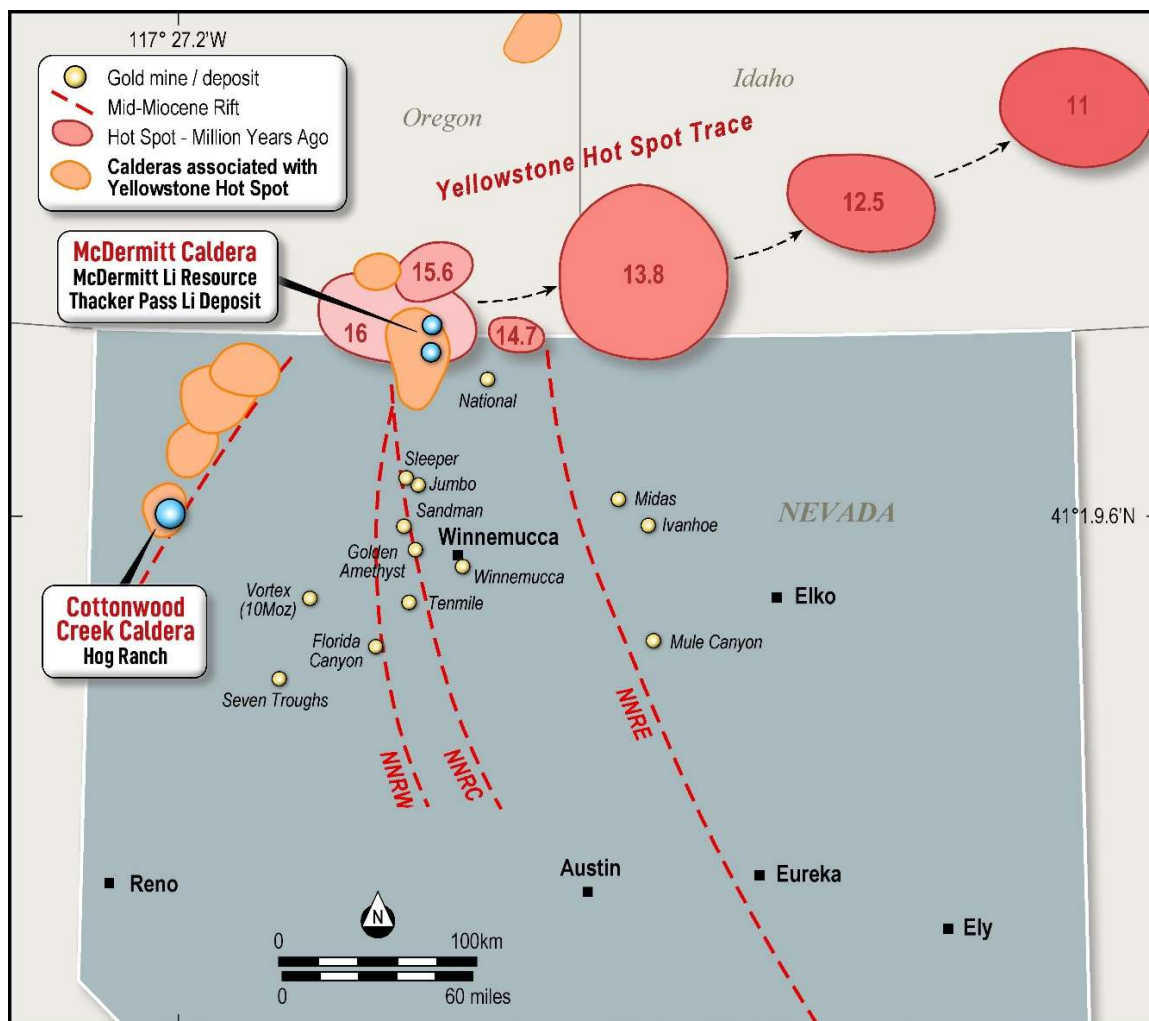 117° 27.2'W
Gold mine / deposit
Mid-Miocene Rift
Hot Spot - Million Years Ago
Calderas associated with
Yellowstone Hot Spot
Oregon
Idaho
Yellowstone Hot Spot Trace
11
12.5
13.8
15.6
16
14.7
McDermitt Caldera
McDermitt Li Resource
Thacker Pass Li Deposit
National
Sleeper
Jumbo
Sandman
Winnemucca
Golden
Amethyst
Winnemucca
Midas
Ivanhoe
NEVADA
41°1.9.6'N
Vortex
(10Moz)
Tenmile
Elko
Cottonwood
Creek Caldera
Hog Ranch
Florida
Canyon
Mule Canyon
Seven Troughs
NNRW
NNRC
NNRE
Reno
Austin
Eureka
Ely
N
0
100km
0
60 miles